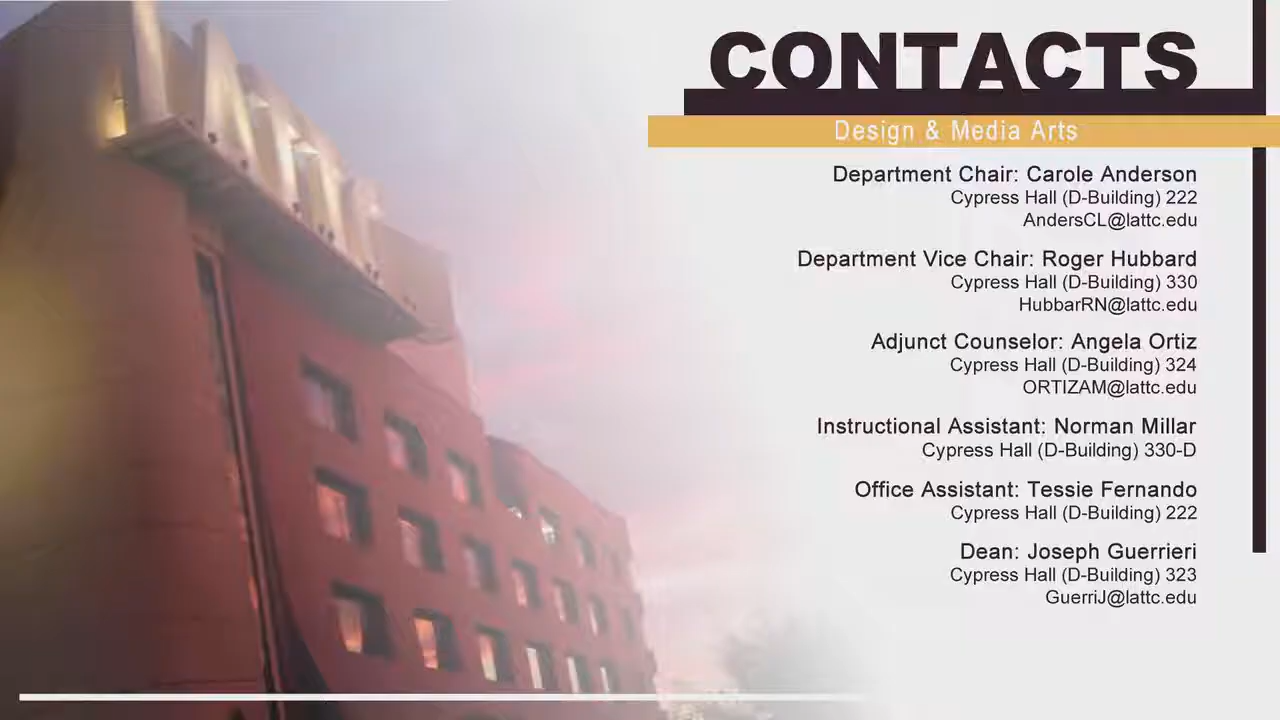 CONTACTS
Design & Media Arts
Department Chair: Carole Anderson
Cypress Hall (D-Building) 222
AndersCL@lattc.edu
Department Vice Chair: Roger Hubbard
Cypress Hall (D-Building) 330
HubbarRN@lattc.edu
Adjunct Counselor: Angela Ortiz
Cypress Hall (D-Building) 324
ORTIZAM@lattc.edu
Instructional Assistant: Norman Millar
Cypress Hall (D-Building) 330-D
Office Assistant: Tessie Fernando
Cypress Hall (D-Building) 222
Dean: Joseph Guerrieri
Cypress Hall (D-Building) 323
GuerriJ@lattc.edu